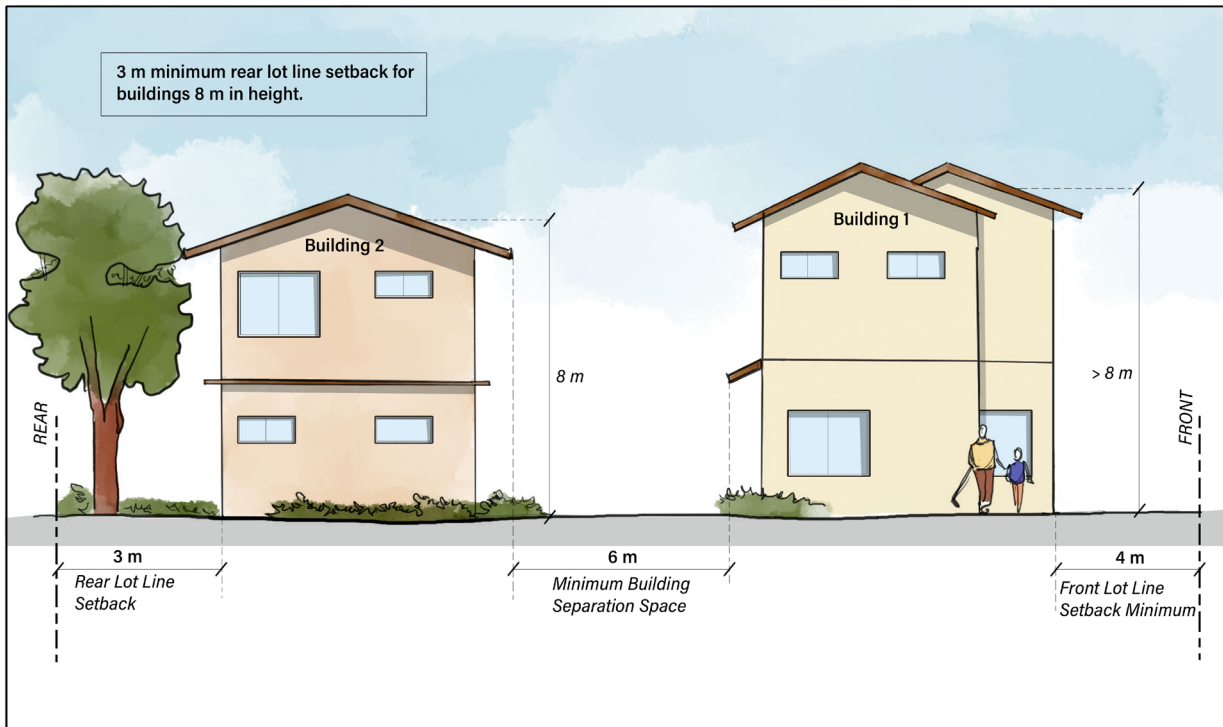 3 m minimum rear lot line setback for
buildings 8 m in height.
Building 2
Building 1
8 m
> 8 m
REAR
FRONT
3 m
Rear Lot Line
Setback
6 m
Minimum Building
Separation Space
4 m
Front Lot Line
Setback Minimum